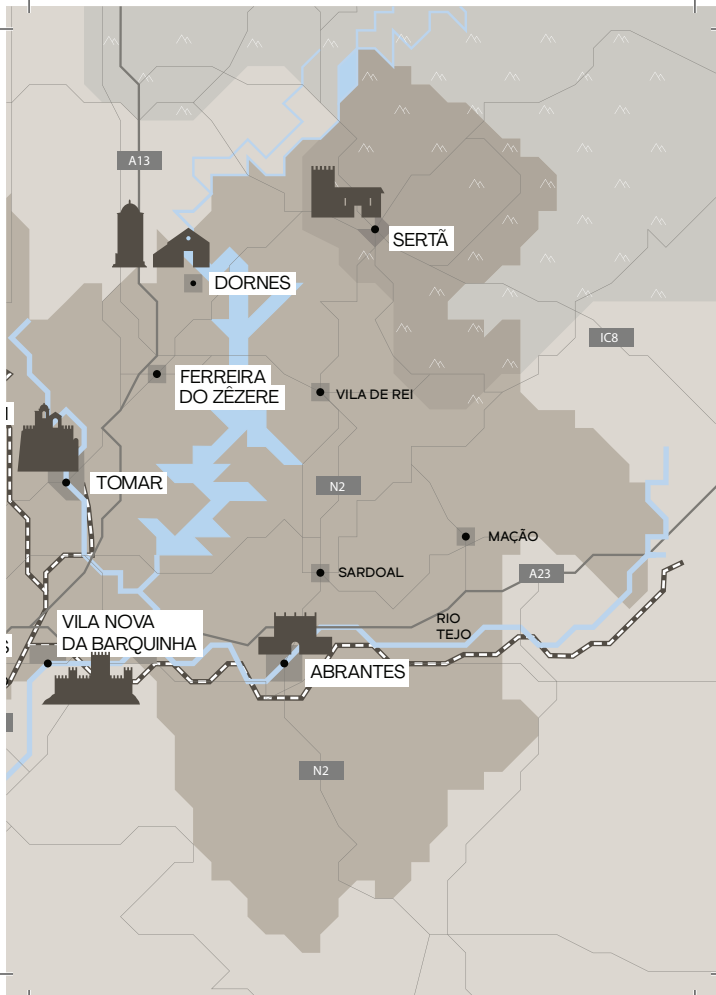 A13
SERTÃ
DORNES
IC8
FERREIRA
DO ZÊZERE
VILA DE REI
TOMAR
N2
MAÇÃO
SARDOAL
A23
VILA NOVA
DA BARQUINHA
RIO
TEJO
ABRANTES
N2